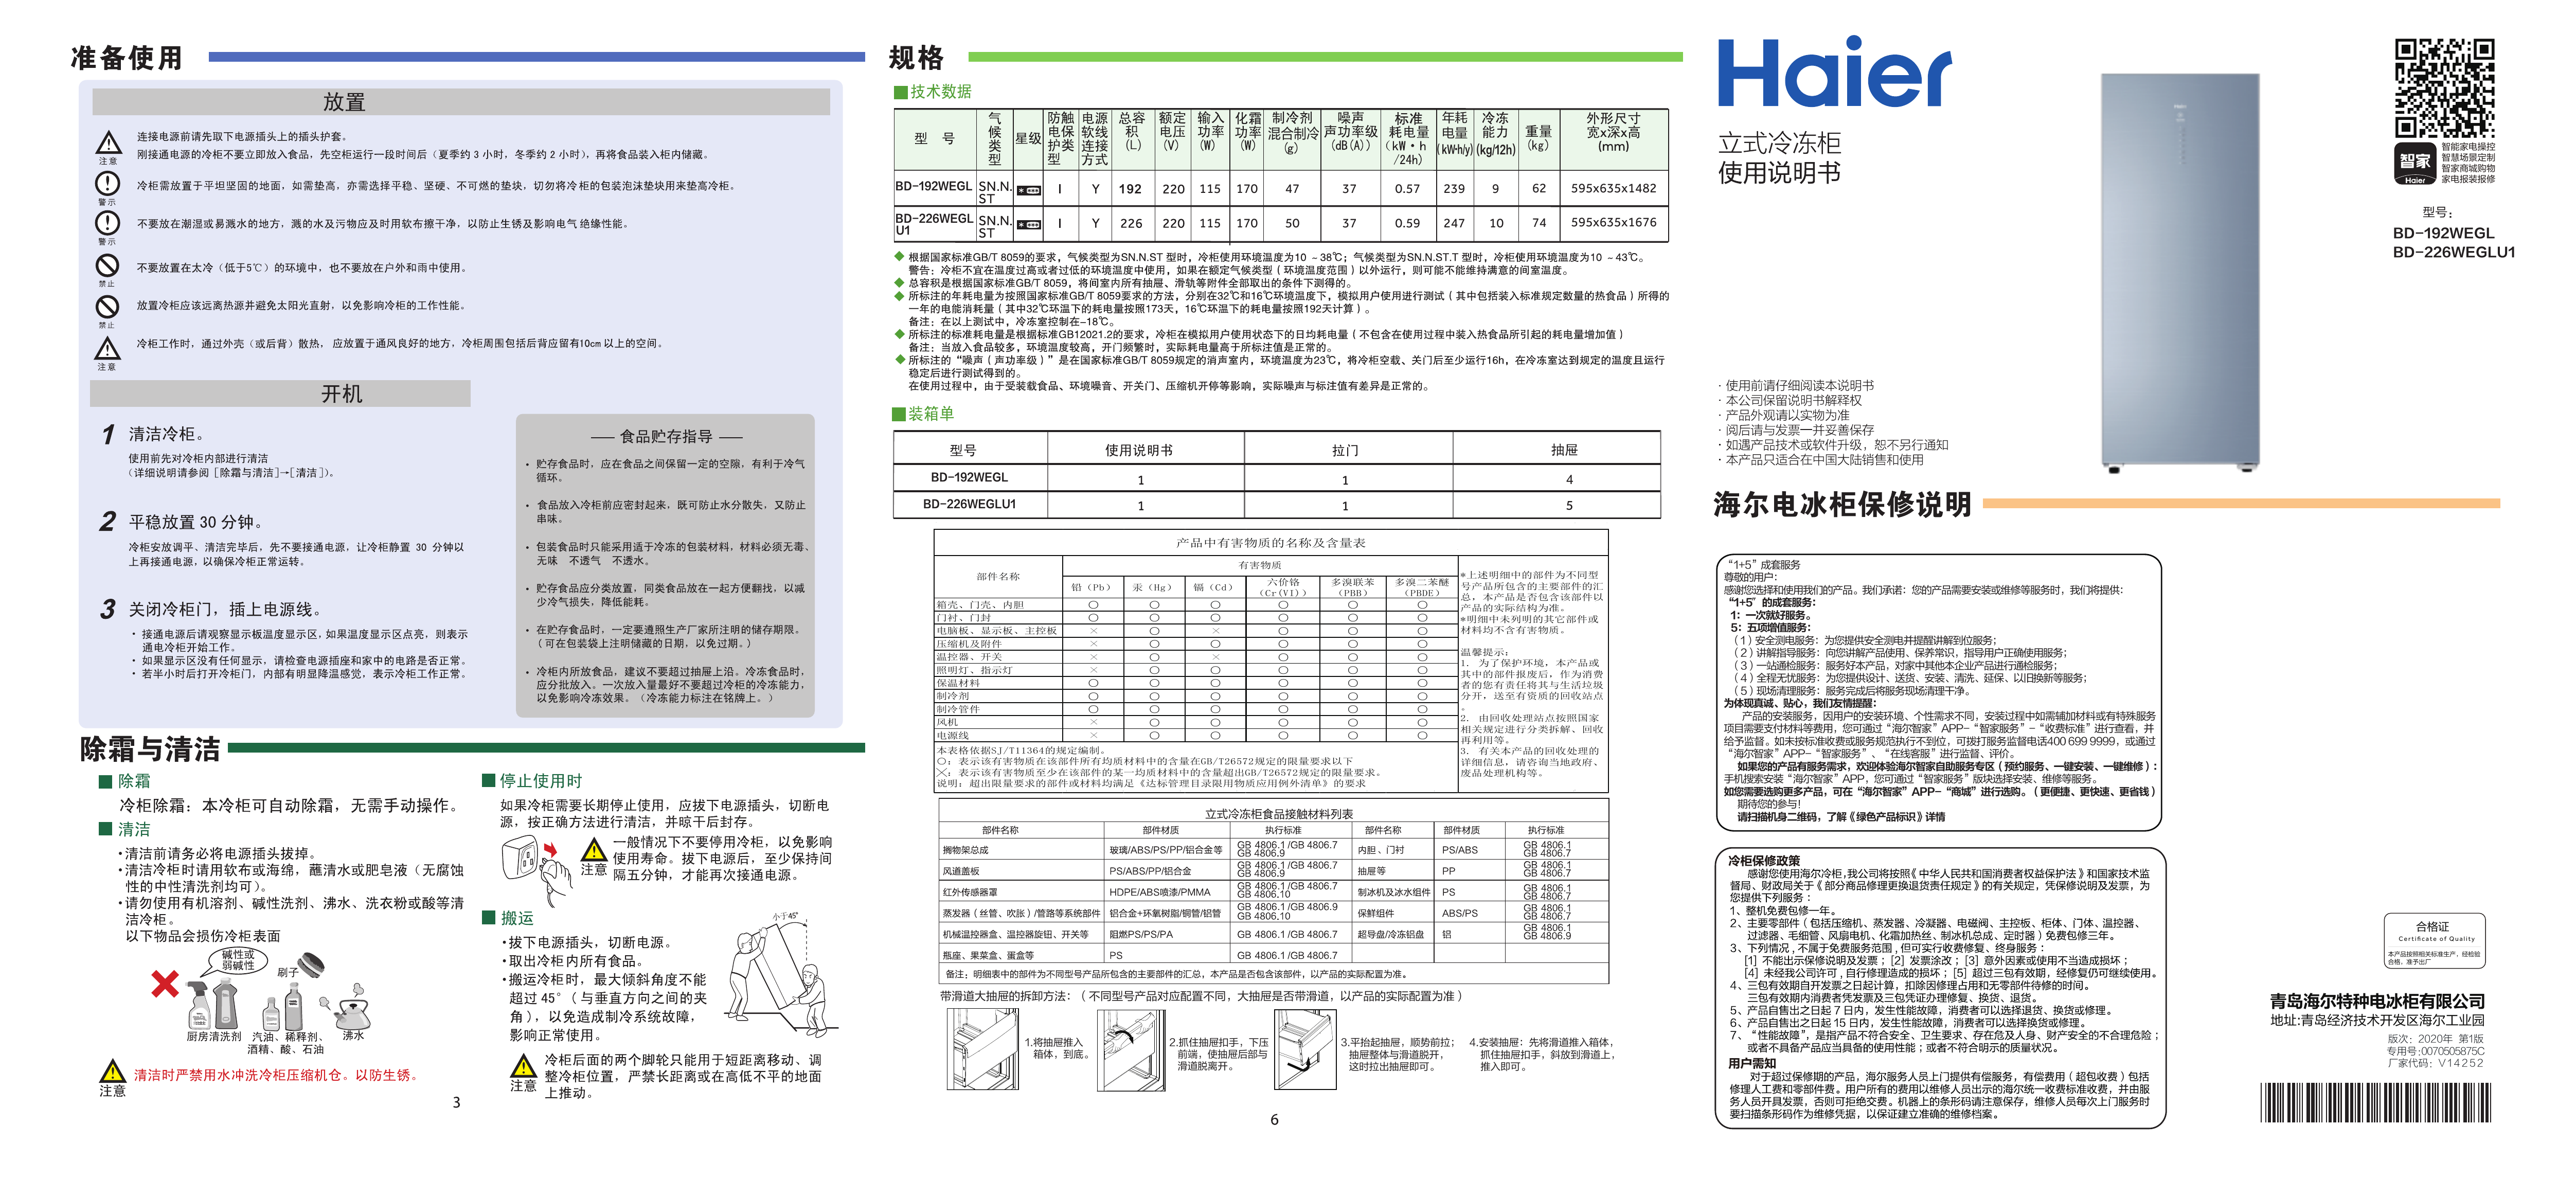 准备使用
放置
注意
连接电源前请先取下电源插头上的插头护套。
刚接通电源的冷柜不要立即放入食品，先空柜运行一段时间后（夏季约 3 小时，冬季约 2 小时），再将食品装入柜内储藏。
警示
冷柜需放置于平坦坚固的地面，如需垫高，亦需选择平稳、坚硬、不可燃的垫块，切勿将冷柜的包装泡沫垫块用来垫高冷柜。
警示
不要放在潮湿或易溅水的地方，溅的水及污物应及时用软布擦干净，以防止生锈及影响电气绝缘性能。
禁止
不要放置在太冷（低于5℃）的环境中，也不要放在户外和雨中使用。
禁止
放置冷柜应该远离热源并避免太阳光直射，以免影响冷柜的工作性能。
注意
冷柜工作时，通过外壳（或后背）散热， 应放置于通风良好的地方，冷柜周围包括后背应留有10cm 以上的空间。
开机
1 清洁冷柜。
使用前先对冷柜内部进行清洁
（详细说明请参阅［除霜与清洁］→［清洁］）。
2 平稳放置 30 分钟。
冷柜安放调平、清洁完毕后，先不要接通电源，让冷柜静置 30 分钟以
上再接通电源，以确保冷柜正常运转。
3 关闭冷柜门，插上电源线。
• 接通电源后请观察显示板温度显示区，如果温度显示区点亮，则表示
通电冷柜开始工作。
• 如果显示区没有任何显示，请检查电源插座和家中的电路是否正常。
• 若半小时后打开冷柜门，内部有明显降温感觉，表示冷柜工作正常。
—— 食品贮存指导 ——
• 贮存食品时，应在食品之间保留一定的空隙，有利于冷气
循环。
• 食品放入冷柜前应密封起来，既可防止水分散失，又防止
串味。
• 包装食品时只能采用适于冷冻的包装材料，材料必须无毒、
无味 不透气 不透水。
• 贮存食品应分类放置，同类食品放在一起方便翻找，以减
少冷气损失，降低能耗。
• 在贮存食品时，一定要遵照生产厂家所注明的储存期限。
（可在包装袋上注明储藏的日期，以免过期。）
• 冷柜内所放食品，建议不要超过抽屉上沿。冷冻食品时，
应分批放入。一次放入量最好不要超过冷柜的冷冻能力，
以免影响冷冻效果。（冷冻能力标注在铭牌上。）
除霜与清洁
除霜
冷柜除霜：本冷柜可自动除霜，无需手动操作。
清洁
•清洁前请务必将电源插头拔掉。
•清洁冷柜时请用软布或海绵，蘸清水或肥皂液（无腐蚀
性的中性清洗剂均可）。
•请勿使用有机溶剂、碱性洗剂、沸水、洗衣粉或酸等清
洁冷柜。
以下物品会损伤冷柜表面
碱性或
弱碱性
刷子
厨房清洗剂
汽油、稀释剂、
酒精、酸、石油
沸水
注意
清洁时严禁用水冲洗冷柜压缩机仓。以防生锈。
停止使用时
如果冷柜需要长期停止使用，应拔下电源插头，切断电
源，按正确方法进行清洁，并晾干后封存。
注意
一般情况下不要停用冷柜，以免影响
使用寿命。拔下电源后，至少保持间
隔五分钟，才能再次接通电源。
搬运
小于45°
•拔下电源插头，切断电源。
•取出冷柜内所有食品。
•搬运冷柜时，最大倾斜角度不能
超过 45°（与垂直方向之间的夹
角），以免造成制冷系统故障，
影响正常使用。
注意
冷柜后面的两个脚轮只能用于短距离移动、调
整冷柜位置，严禁长距离或在高低不平的地面
上推动。
3
规格
技术数据
型 号 气候类型 星级 防触电保护类型 电源软线连接方式 总容积（L） 额定电压（V） 输入功率（W） 化霜功率（W） 制冷剂混合制冷（g） 噪声声功率级（dB（A）） 标准耗电量（kW·h/24h） 年耗电量（kW·h/y） 冷冻能力（kg/12h） 重量（kg） 外形尺寸宽x深x高（mm）
BD-192WEGL SN.N.ST I Y 192 220 115 170 47 37 0.57 239 9 62 595x635x1482
BD-226WEGLU1 SN.N.ST I Y 226 220 115 170 50 37 0.59 247 10 74 595x635x1676
◆ 根据国家标准GB/T 8059的要求，气候类型为SN.N.ST 型时，冷柜使用环境温度为10 ~38℃；气候类型为SN.N.ST.T 型时，冷柜使用环境温度为10 ~43℃。
警告：冷柜不宜在温度过高或者过低的环境温度中使用，如果在额定气候类型（环境温度范围）以外运行，则可能不能维持满意的间室温度。
◆ 总容积是根据国家标准GB/T 8059，将间室内所有抽屉、滑轨等附件全部取出的条件下测得的。
◆ 所标注的年耗电量为按照国家标准GB/T 8059要求的方法，分别在32℃和16℃环境温度下，模拟用户使用进行测试（其中包括装入标准规定数量的热食品）所得的
一年的电能消耗量（其中32℃环温下的耗电量按照173天，16℃环温下的耗电量按照192天计算）。
备注：在以上测试中，冷冻室控制在-18℃。
◆ 所标注的标准耗电量是根据标准GB12021.2的要求，冷柜在模拟用户使用状态下的日均耗电量（不包含在使用过程中装入热食品所引起的耗电量增加值）
备注：当放入食品较多，环境温度较高，开门频繁时，实际耗电量高于所标注值是正常的。
◆ 所标注的“噪声（声功率级）”是在国家标准GB/T 8059规定的消声室内，环境温度为23℃，将冷柜空载、关门后至少运行16h，在冷冻室达到规定的温度且运行
稳定后进行测试得到的。
在使用过程中，由于受装载食品、环境噪音、开关门、压缩机开停等影响，实际噪声与标注值有差异是正常的。
装箱单
型号 使用说明书 拉门 抽屉
BD-192WEGL 1 1 4
BD-226WEGLU1 1 1 5
产品中有害物质的名称及含量表
部件名称 有害物质
铅（Pb） 汞（Hg） 镉（Cd） 六价铬（Cr(VI)） 多溴联苯（PBB） 多溴二苯醚（PBDE）
箱壳、门壳、内胆 ○ ○ ○ ○ ○ ○
门衬、门封 ○ ○ ○ ○ ○ ○
电脑板、显示板、主控板 × ○ × ○ ○ ○
压缩机及附件 × ○ ○ ○ ○ ○
温控器、开关 × ○ × ○ ○ ○
照明灯、指示灯 × ○ ○ ○ ○ ○
保温材料 ○ ○ ○ ○ ○ ○
制冷剂 ○ ○ ○ ○ ○ ○
制冷管件 ○ ○ ○ ○ ○ ○
风机 × ○ ○ ○ ○ ○
电源线 × ○ ○ ○ ○ ○
本表格依据SJ/T11364的规定编制。
○：表示该有害物质在该部件所有均质材料中的含量在GB/T26572规定的限量要求以下
×：表示该有害物质至少在该部件的某一均质材料中的含量超出GB/T26572规定的限量要求。
说明：超出限量要求的部件或材料均满足《达标管理目录限用物质应用例外清单》的要求
*上述明细中的部件为不同型
号产品所包含的主要部件的汇
总，本产品是否包含该部件以
产品的实际结构为准。
*明细中未列明的其它部件或
材料均不含有害物质。
温馨提示：
1. 为了保护环境，本产品或
其中的部件报废后，作为消费
者的您有责任将其与生活垃圾
分开，送至有资质的回收站点
。
2. 由回收处理站点按照国家
相关规定进行分类拆解、回收
再利用等。
3. 有关本产品的回收处理的
详细信息，请咨询当地政府、
废品处理机构等。
立式冷冻柜食品接触材料列表
部件名称 部件材质 执行标准 部件名称 部件材质 执行标准
搁物架总成 玻璃/ABS/PS/PP/铝合金等 GB 4806.1 /GB 4806.7 GB 4806.9 内胆、门衬 PS/ABS GB 4806.1 GB 4806.7
风道盖板 PS/ABS/PP/铝合金 GB 4806.1 /GB 4806.7 GB 4806.9 抽屉等 PP GB 4806.1 GB 4806.7
红外传感器罩 HDPE/ABS喷漆/PMMA GB 4806.1 /GB 4806.7 GB 4806.10 制冰机及冰水组件 PS GB 4806.1 GB 4806.7
蒸发器（丝管、吹胀）/管路等系统部件 铝合金+环氧树脂/铜管/铝管 GB 4806.1 /GB 4806.9 GB 4806.10 保鲜组件 ABS/PS GB 4806.1 GB 4806.7
机械温控器盒、温控器旋钮、开关等 阻燃PS/PS/PA GB 4806.1 /GB 4806.7 超导盘/冷冻铝盘 铝 GB 4806.1 GB 4806.9
瓶座、果菜盒、蛋盒等 PS GB 4806.1 /GB 4806.7
备注：明细表中的部件为不同型号产品所包含的主要部件的汇总，本产品是否包含该部件，以产品的实际配置为准。
带滑道大抽屉的拆卸方法：（不同型号产品对应配置不同，大抽屉是否带滑道，以产品的实际配置为准）
1.将抽屉推入
箱体，到底。
2.抓住抽屉扣手，下压
前端，使抽屉后部与
滑道脱离开。
3.平抬起抽屉，顺势前拉；
抽屉整体与滑道脱开，
这时拉出抽屉即可。
4.安装抽屉：先将滑道推入箱体，
抓住抽屉扣手，斜放到滑道上，
推入即可。
6
Haier
立式冷冻柜
使用说明书
· 使用前请仔细阅读本说明书
· 本公司保留说明书解释权
· 产品外观请以实物为准
· 阅后请与发票一并妥善保存
· 如遇产品技术或软件升级，恕不另行通知
· 本产品只适合在中国大陆销售和使用
智家
Haier
智能家电操控
智慧场景定制
智家商城购物
家电报装报修
型号：
BD-192WEGL
BD-226WEGLU1
海尔电冰柜保修说明
“1+5”成套服务
尊敬的用户：
感谢您选择和使用我们的产品。我们承诺：您的产品需要安装或维修等服务时，我们将提供：
“1+5”的成套服务：
1：一次就好服务。
5：五项增值服务：
（1）安全测电服务：为您提供安全测电并提醒讲解到位服务；
（2）讲解指导服务：向您讲解产品使用、保养常识，指导用户正确使用服务；
（3）一站通检服务：服务好本产品，对家中其他本企业产品进行通检服务；
（4）全程无忧服务：为您提供设计、送货、安装、清洗、延保、以旧换新等服务；
（5）现场清理服务：服务完成后将服务现场清理干净。
为体现真诚、贴心，我们友情提醒：
产品的安装服务，因用户的安装环境、个性需求不同，安装过程中如需辅加材料或有特殊服务
项目需要支付材料等费用，您可通过“海尔智家”APP-“智家服务”-“收费标准”进行查看，并
给予监督。如未按标准收费或服务规范执行不到位，可拨打服务监督电话400 699 9999，或通过
“海尔智家”APP-“智家服务”、“在线客服”进行监督、评价。
如果您的产品有服务需求，欢迎体验海尔智家自助服务专区（预约服务、一键安装、一键维修）：
手机搜索安装“海尔智家”APP，您可通过“智家服务”版块选择安装、维修等服务。
如您需要选购更多产品，可在“海尔智家”APP-“商城”进行选购。（更便捷、更快速、更省钱）
期待您的参与！
请扫描机身二维码，了解《绿色产品标识》详情
冷柜保修政策
感谢您使用海尔冷柜，我公司将按照《中华人民共和国消费者权益保护法》和国家技术监
督局、财政局关于《部分商品修理更换退货责任规定》的有关规定，凭保修说明及发票，为
您提供下列服务：
1、整机免费包修一年。
2、主要零部件（包括压缩机、蒸发器、冷凝器、电磁阀、主控板、柜体、门体、温控器、
过滤器、毛细管、风扇电机、化霜加热丝、制冰机总成、定时器）免费包修三年。
3、下列情况，不属于免费服务范围，但可实行收费修复、终身服务：
[1] 不能出示保修说明及发票；[2] 发票涂改；[3] 意外因素或使用不当造成损坏；
[4] 未经我公司许可，自行修理造成的损坏；[5] 超过三包有效期，经修复仍可继续使用。
4、三包有效期自开发票之日起计算，扣除因修理占用和无零部件待修的时间。
三包有效期内消费者凭发票及三包凭证办理修复、换货、退货。
5、产品自售出之日起 7 日内，发生性能故障，消费者可以选择退货、换货或修理。
6、产品自售出之日起 15 日内，发生性能故障，消费者可以选择换货或修理。
7、“性能故障”，是指产品不符合安全、卫生要求、存在危及人身、财产安全的不合理危险；
或者不具备产品应当具备的使用性能；或者不符合明示的质量状况。
用户需知
对于超过保修期的产品，海尔服务人员上门提供有偿服务，有偿费用（超包收费）包括
修理人工费和零部件费。用户所有的费用以维修人员出示的海尔统一收费标准收费，并由服
务人员开具发票，否则可拒绝交费。机器上的条形码请注意保存，维修人员每次上门服务时
要扫描条形码作为维修凭据，以保证建立准确的维修档案。
合格证
Certificate of Quality
本产品按照相关标准生产，经检验
合格，准予出厂
青岛海尔特种电冰柜有限公司
地址:青岛经济技术开发区海尔工业园
版次：2020年 第1版
专用号:0070505875C
厂家代码：V14252